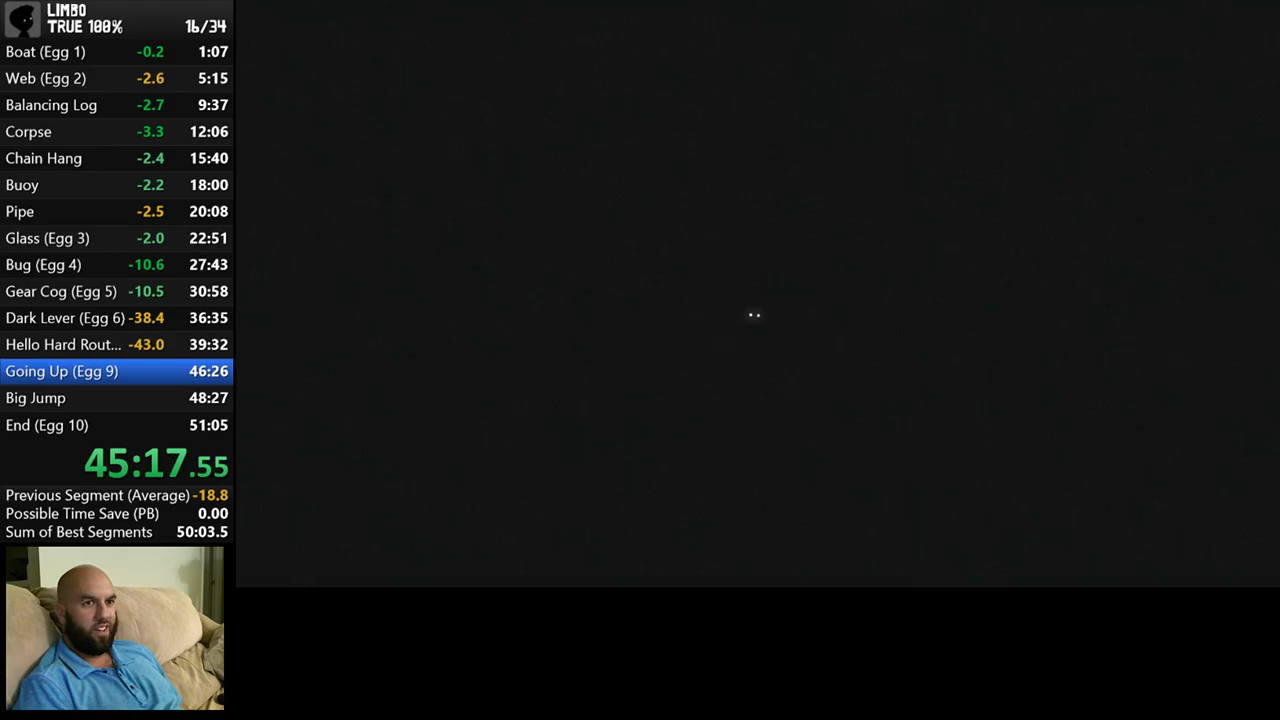 LIMBO
TRUE 100% 16/34
Boat (Egg 1) -0.2 1:07
Web (Egg 2) -2.6 5:15
Balancing Log -2.7 9:37
Corpse -3.3 12:06
Chain Hang -2.4 15:40
Buoy -2.2 18:00
Pipe -2.5 20:08
Glass (Egg 3) -2.0 22:51
Bug (Egg 4) -10.6 27:43
Gear Cog (Egg 5) -10.5 30:58
Dark Lever (Egg 6) -38.4 36:35
Hello Hard Rout... -43.0 39:32
Going Up (Egg 9) 46:26
Big Jump 48:27
End (Egg 10) 51:05
45:17.55
Previous Segment (Average) -18.8
Possible Time Save (PB) 0.00
Sum of Best Segments 50:03.5